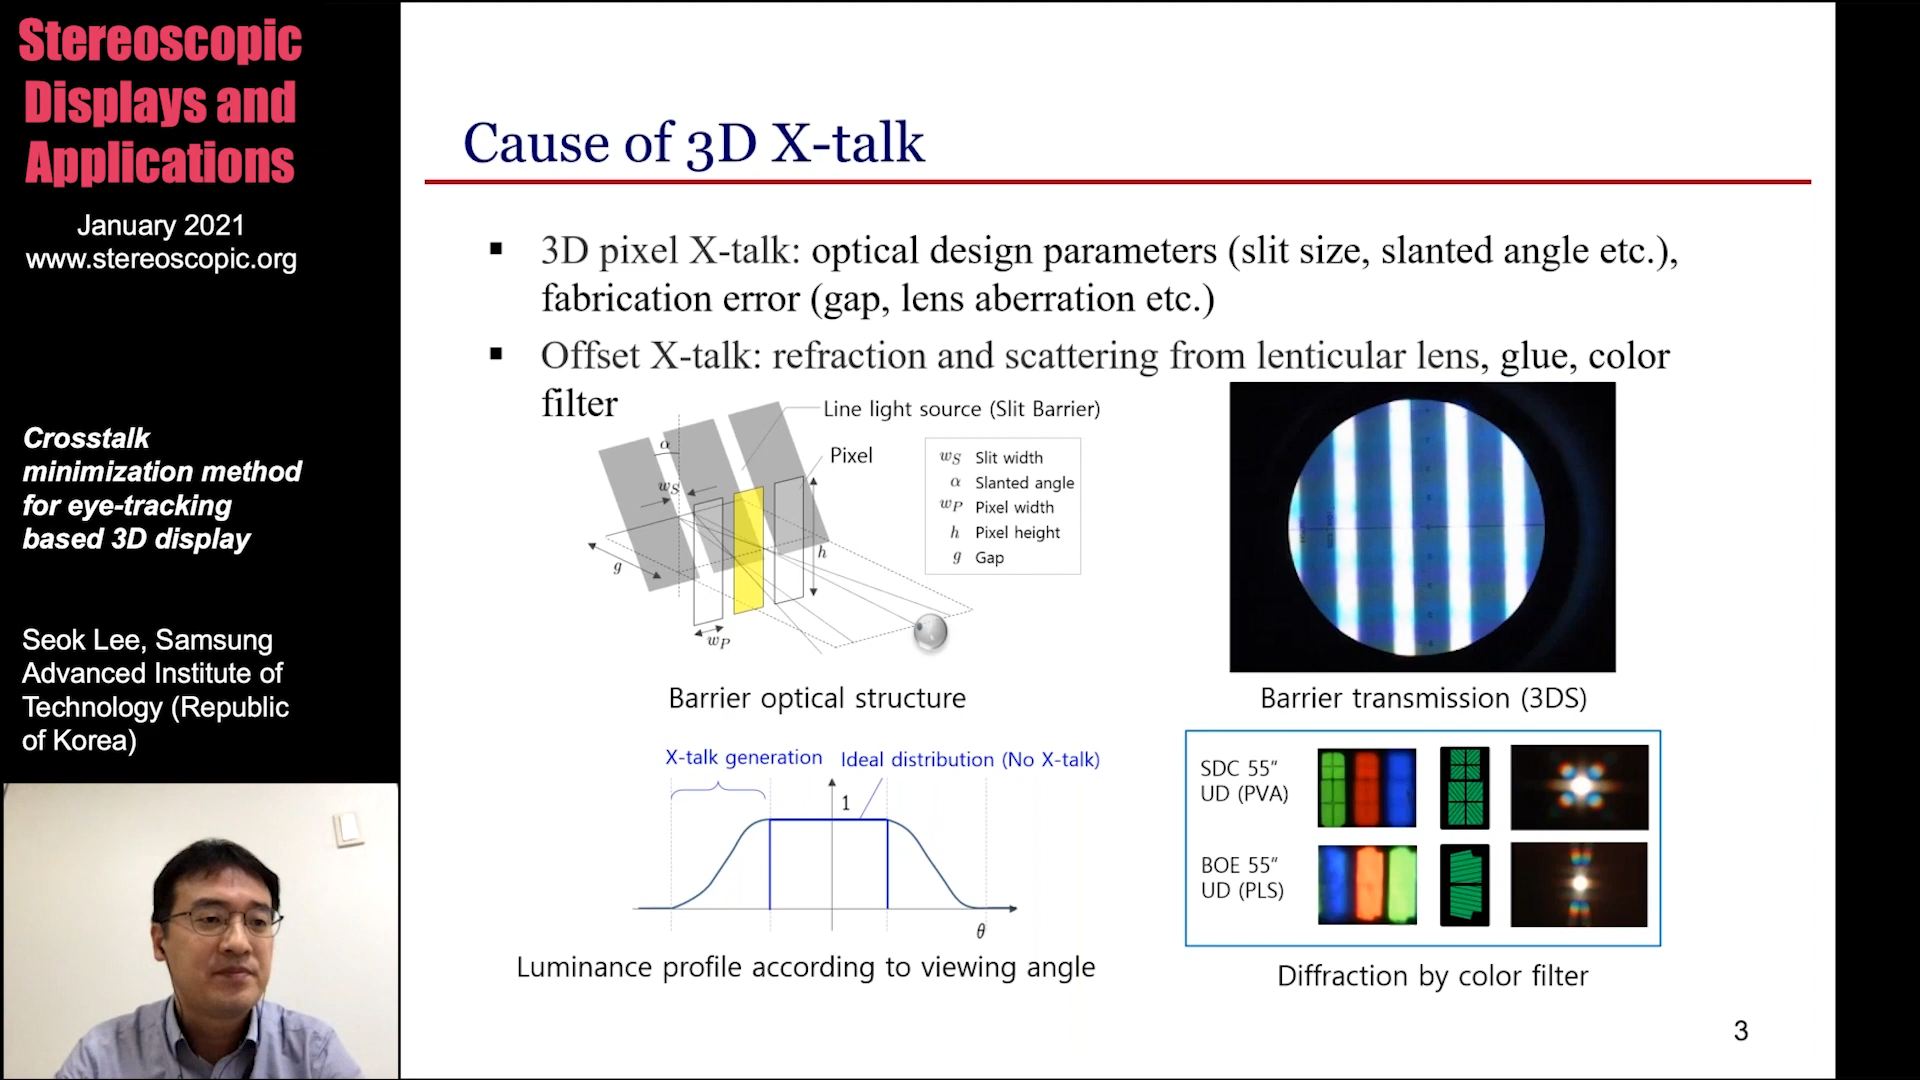 Stereoscopic
Displays and
Applications
January 2021
www.stereoscopic.org
Crosstalk
minimization method
for eye-tracking
based 3D display
Seok Lee, Samsung
Advanced Institute of
Technology (Republic
of Korea)
Cause of 3D X-talk
▪ 3D pixel X-talk: optical design parameters (slit size, slanted angle etc.),
fabrication error (gap, lens aberration etc.)
▪ Offset X-talk: refraction and scattering from lenticular lens, glue, color
filter
Line light source (Slit Barrier)
Pixel
α
wS
g
h
wP
wS Slit width
α Slanted angle
wP Pixel width
h Pixel height
g Gap
Barrier optical structure
Barrier transmission (3DS)
X-talk generation
Ideal distribution (No X-talk)
1
θ
Luminance profile according to viewing angle
SDC 55″
UD (PVA)
BOE 55″
UD (PLS)
Diffraction by color filter
3